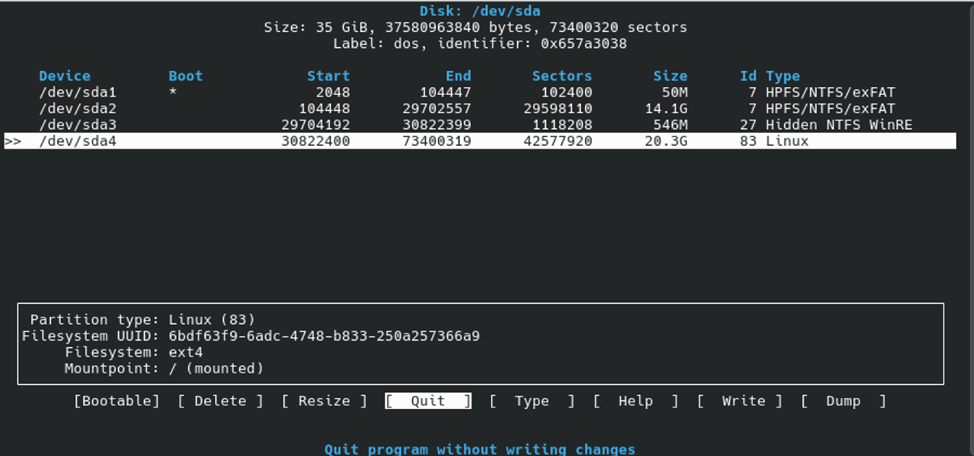 Disk: /dev/sda
Size: 35 GiB, 37580963840 bytes, 73400320 sectors
Label: dos, identifier: 0x657a3038
Device Boot Start End Sectors Size Id Type
/dev/sda1 * 2048 104447 102400 50M 7 HPFS/NTFS/exFAT
/dev/sda2 104448 29702557 29598110 14.1G 7 HPFS/NTFS/exFAT
/dev/sda3 29704192 30822399 1118208 546M 27 Hidden NTFS WinRE
>> /dev/sda4 30822400 73400319 42577920 20.3G 83 Linux
Partition type: Linux (83)
Filesystem UUID: 6bdf63f9-6adc-4748-b833-250a257366a9
Filesystem: ext4
Mountpoint: / (mounted)
[Bootable] [ Delete ] [ Resize ] [ Quit ] [ Type ] [ Help ] [ Write ] [ Dump ]
Quit program without writing changes